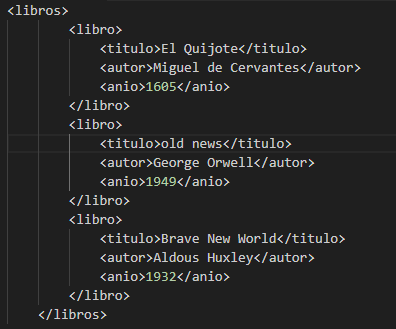 <libros>
<libro>
<titulo>El Quijote</titulo>
<autor>Miguel de Cervantes</autor>
<anio>1605</anio>
</libro>
<libro>
<titulo>old news</titulo>
<autor>George Orwell</autor>
<anio>1949</anio>
</libro>
<libro>
<titulo>Brave New World</titulo>
<autor>Aldous Huxley</autor>
<anio>1932</anio>
</libro>
</libros>